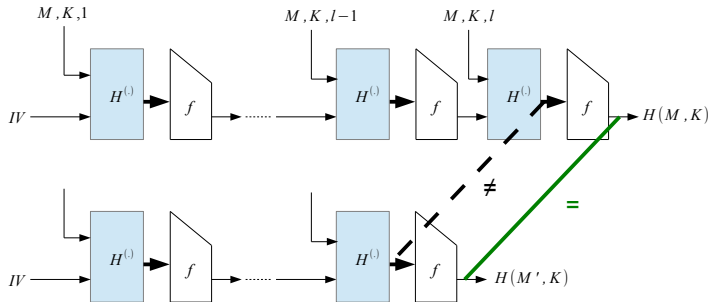 M , K , 1
M , K , l−1
M , K , l
H^(.)
f
H^(.)
f
H^(.)
f
IV
......
H(M , K)
≠
=
H^(.)
f
H^(.)
f
IV
......
H(M ' , K)